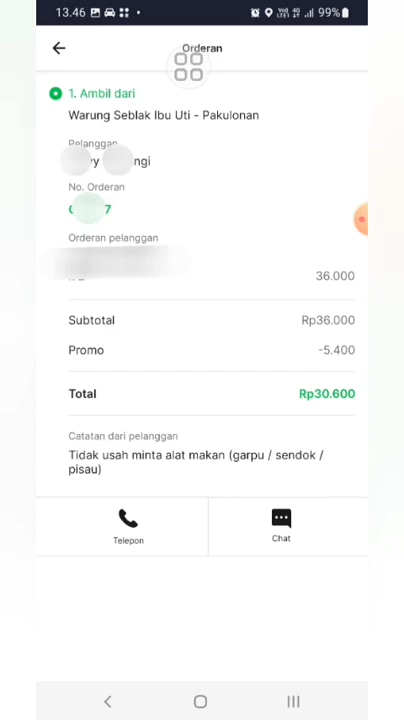 13.46 99%
Orderan
1. Ambil dari
Warung Seblak Ibu Uti - Pakulonan
Pelanggan
No. Orderan
7
Orderan pelanggan
36.000
Subtotal Rp36.000
Promo -5.400
Total Rp30.600
Catatan dari pelanggan
Tidak usah minta alat makan (garpu / sendok /
pisau)
Telepon Chat